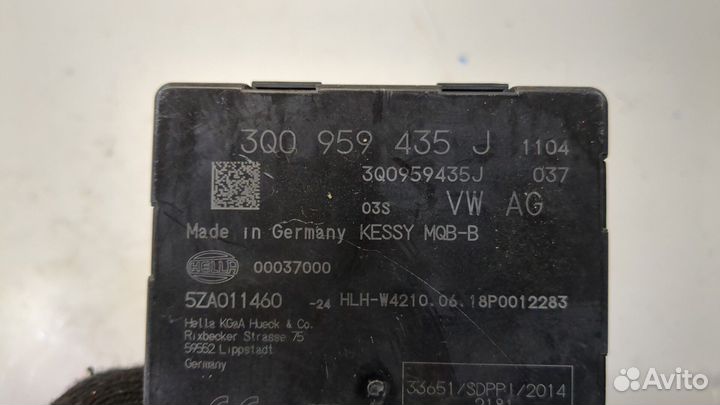 3Q0 959 435 J 1104
3Q0959435J 037
03S VW AG
Made in Germany KESSY MQB-B
HELLA 00037000
5ZA011460 -24 HLH-W4210.06.18P0012283
Hella KGaA Hueck & Co.
Rixbecker Strasse 75
59552 Lippstadt
Germany
33651/SDPPI/2014
2181
Avito